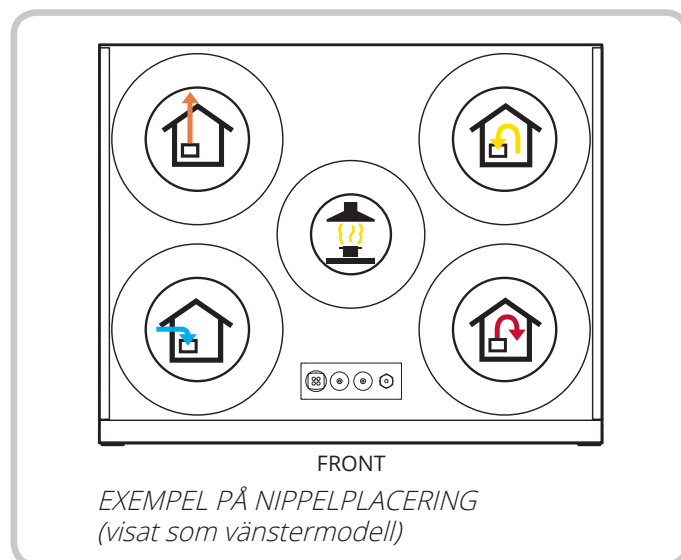 FRONT
EXEMPEL PÅ NIPPELPLACERING
(visat som vänstermodell)